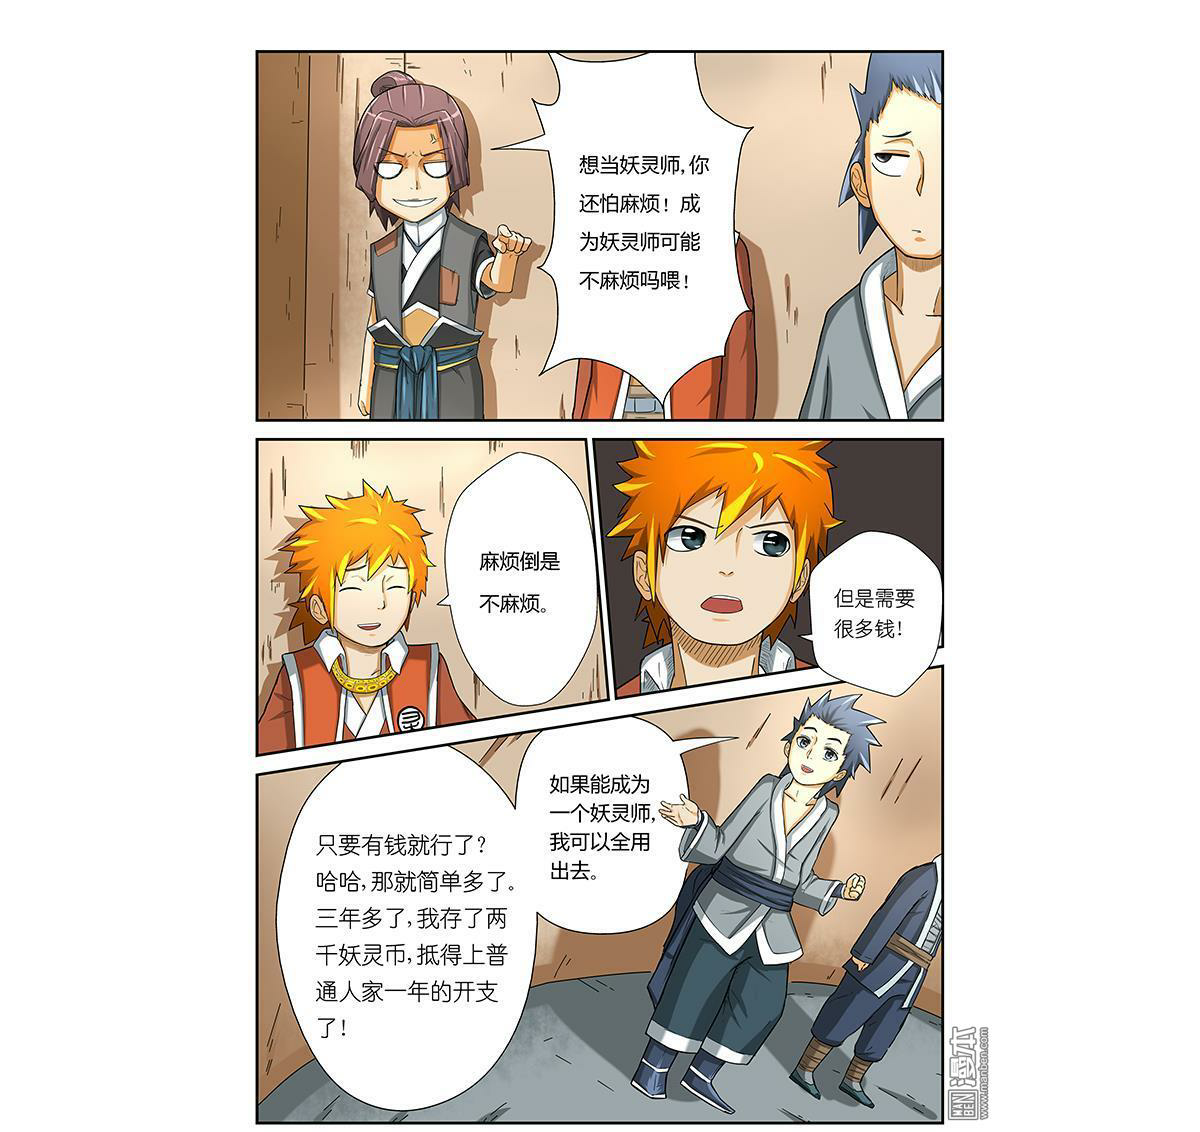 想当妖灵师,你
还怕麻烦！成
为妖灵师可能
不麻烦吗喂！
麻烦倒是
不麻烦。
但是需要
很多钱！
只要有钱就行了？
哈哈,那就简单多了。
三年多了,我存了两
千妖灵币,抵得上普
通人家一年的开支
了！
如果能成为
一个妖灵师,
我可以全用
出去。
MAN
BEN
漫本
www.manben.com